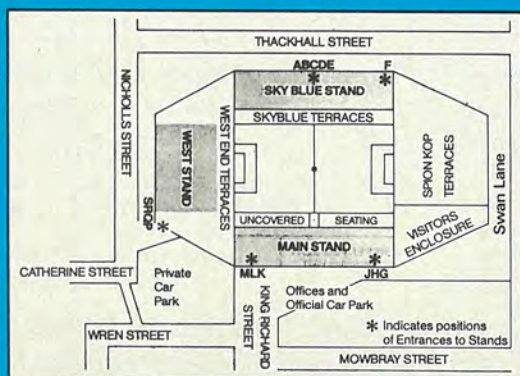 THACKHALL STREET
NICHOLLS STREET
ABCDE
F
SKY BLUE STAND
SKYBLUE TERRACES
WEST STAND
WEST END TERRACES
SPION KOP
TERRACES
Swan Lane
SRQP
UNCOVERED
SEATING
VISITORS
ENCLOSURE
MAIN STAND
MLK
JHG
CATHERINE STREET
Private
Car
Park
KING RICHARD
STREET
Offices and
Official Car Park
WREN STREET
* Indicates positions
of Entrances to Stands
MOWBRAY STREET